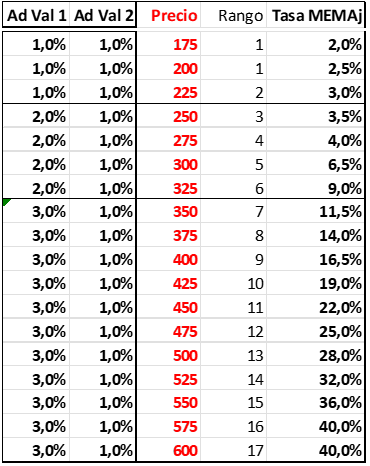 Ad Val 1 Ad Val 2 Precio Rango Tasa MEMAj
1,0% 1,0% 175 1 2,0%
1,0% 1,0% 200 1 2,5%
1,0% 1,0% 225 2 3,0%
2,0% 1,0% 250 3 3,5%
2,0% 1,0% 275 4 4,0%
2,0% 1,0% 300 5 6,5%
2,0% 1,0% 325 6 9,0%
3,0% 1,0% 350 7 11,5%
3,0% 1,0% 375 8 14,0%
3,0% 1,0% 400 9 16,5%
3,0% 1,0% 425 10 19,0%
3,0% 1,0% 450 11 22,0%
3,0% 1,0% 475 12 25,0%
3,0% 1,0% 500 13 28,0%
3,0% 1,0% 525 14 32,0%
3,0% 1,0% 550 15 36,0%
3,0% 1,0% 575 16 40,0%
3,0% 1,0% 600 17 40,0%